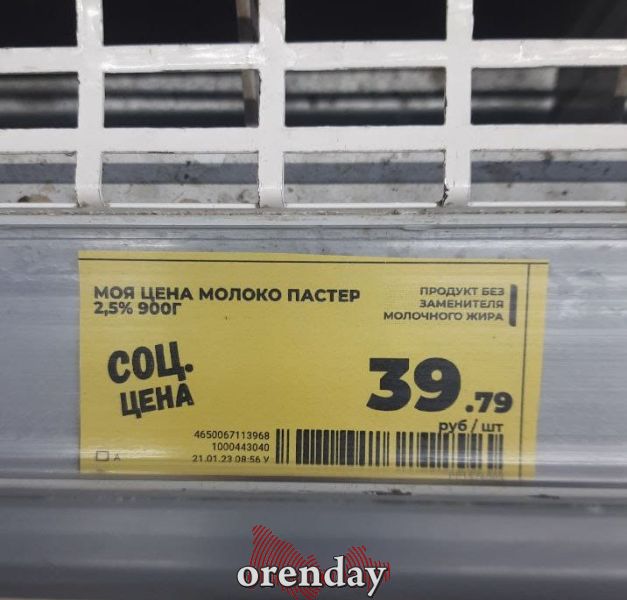 МОЯ ЦЕНА МОЛОКО ПАСТЕР
2,5% 900Г
ПРОДУКТ БЕЗ
ЗАМЕНИТЕЛЯ
МОЛОЧНОГО ЖИРА
СОЦ.
ЦЕНА
39.79
руб / шт
4650067113968
1000443040
21.01.23 08:56 У
А
orenday